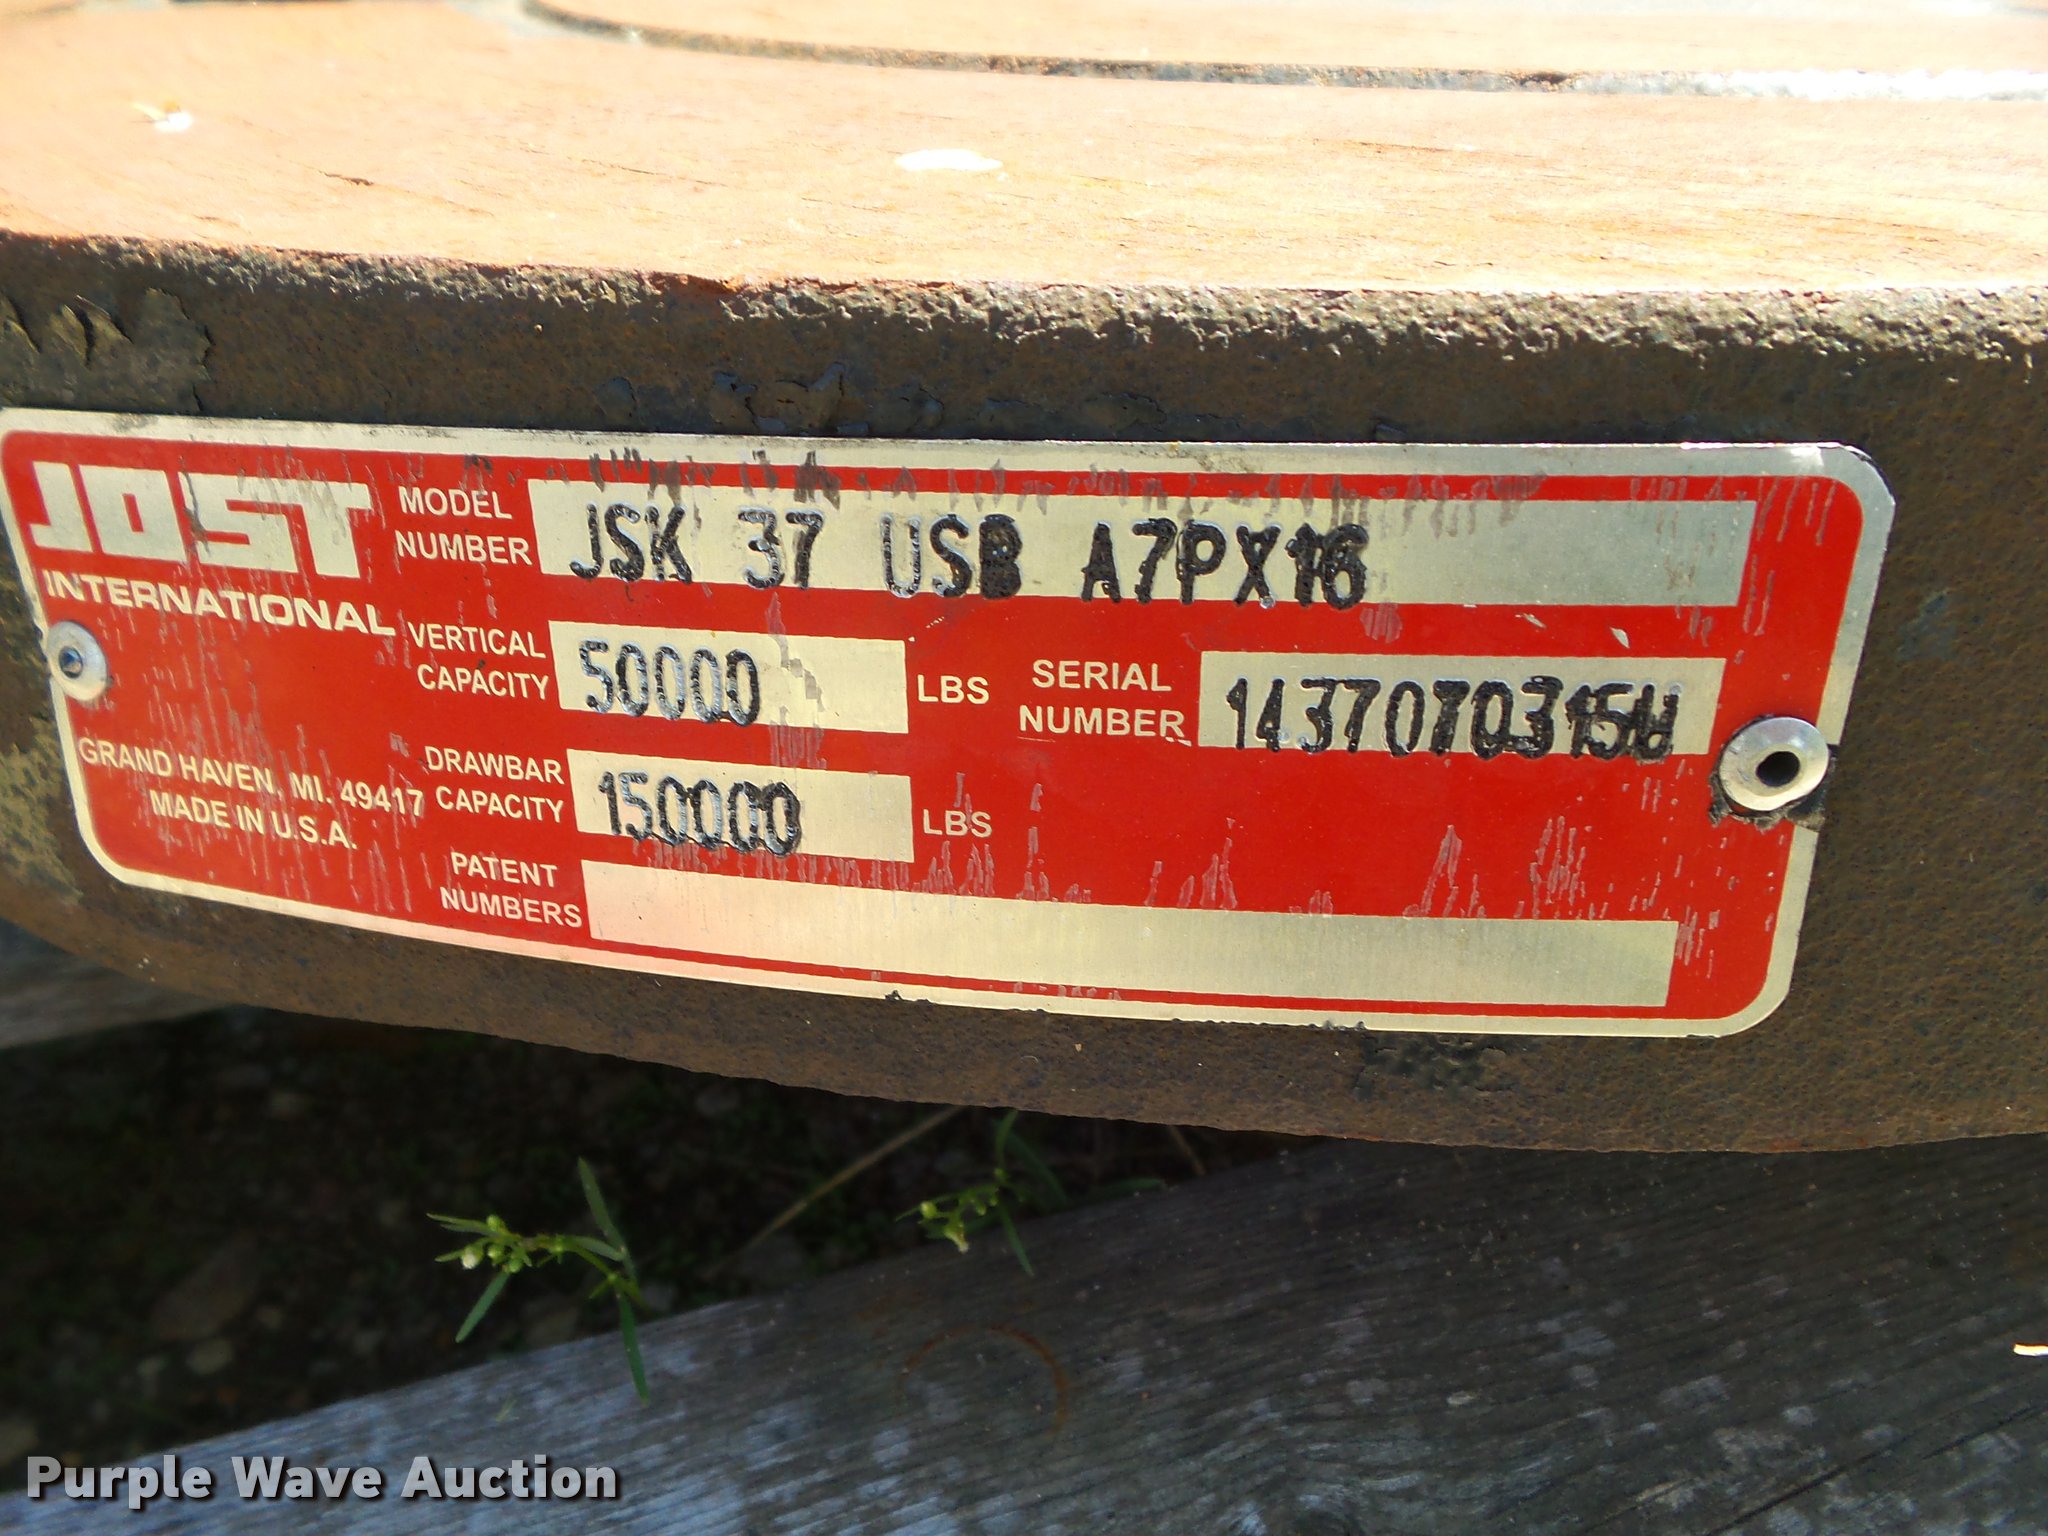 JOST
INTERNATIONAL
MODEL NUMBER JSK 37 USB A7PX16
VERTICAL CAPACITY 50000 LBS
SERIAL NUMBER
DRAWBAR CAPACITY 150000 LBS
GRAND HAVEN, MI. 49417
MADE IN U.S.A.
PATENT NUMBERS
Purple Wave Auction